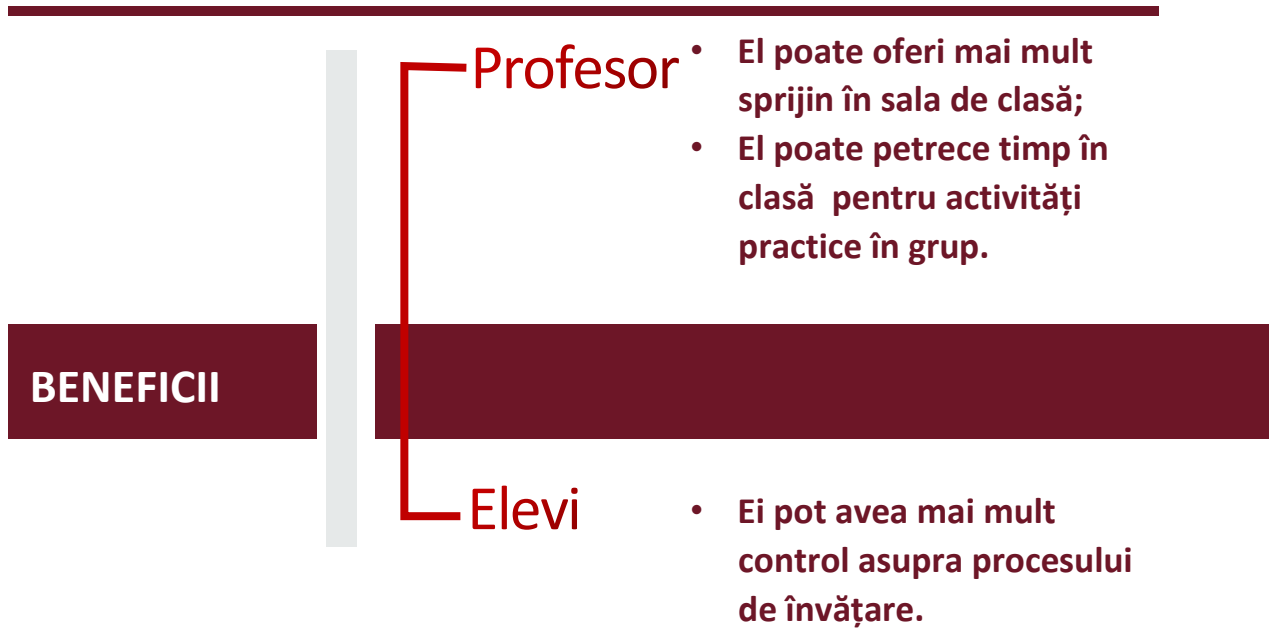 Profesor
• El poate oferi mai mult
sprijin în sala de clasă;
• El poate petrece timp în
clasă pentru activități
practice în grup.
BENEFICII
Elevi
• Ei pot avea mai mult
control asupra procesului
de învățare.